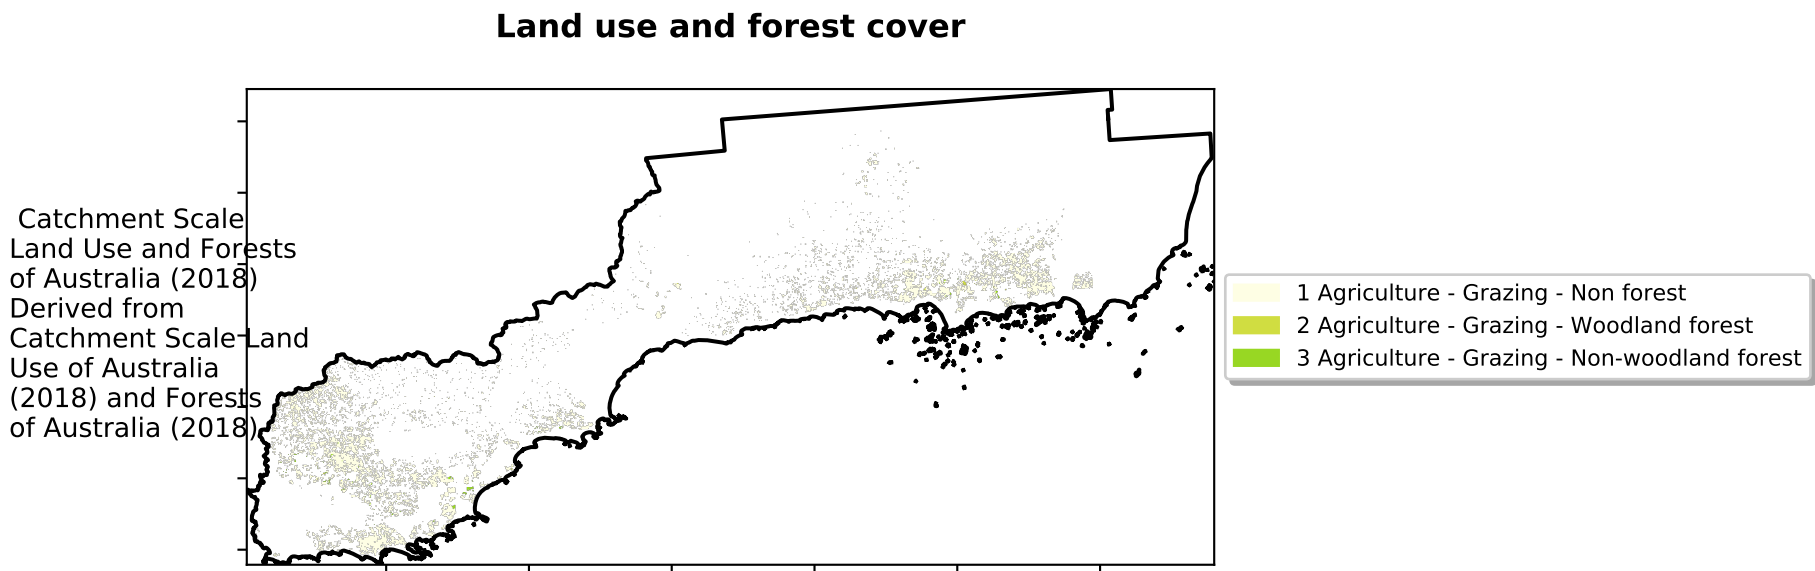 Land use and forest cover
Catchment Scale
Land Use and Forests
of Australia (2018)
Derived from
Catchment Scale Land
Use of Australia
(2018) and Forests
of Australia (2018)
1 Agriculture - Grazing - Non forest
2 Agriculture - Grazing - Woodland forest
3 Agriculture - Grazing - Non-woodland forest